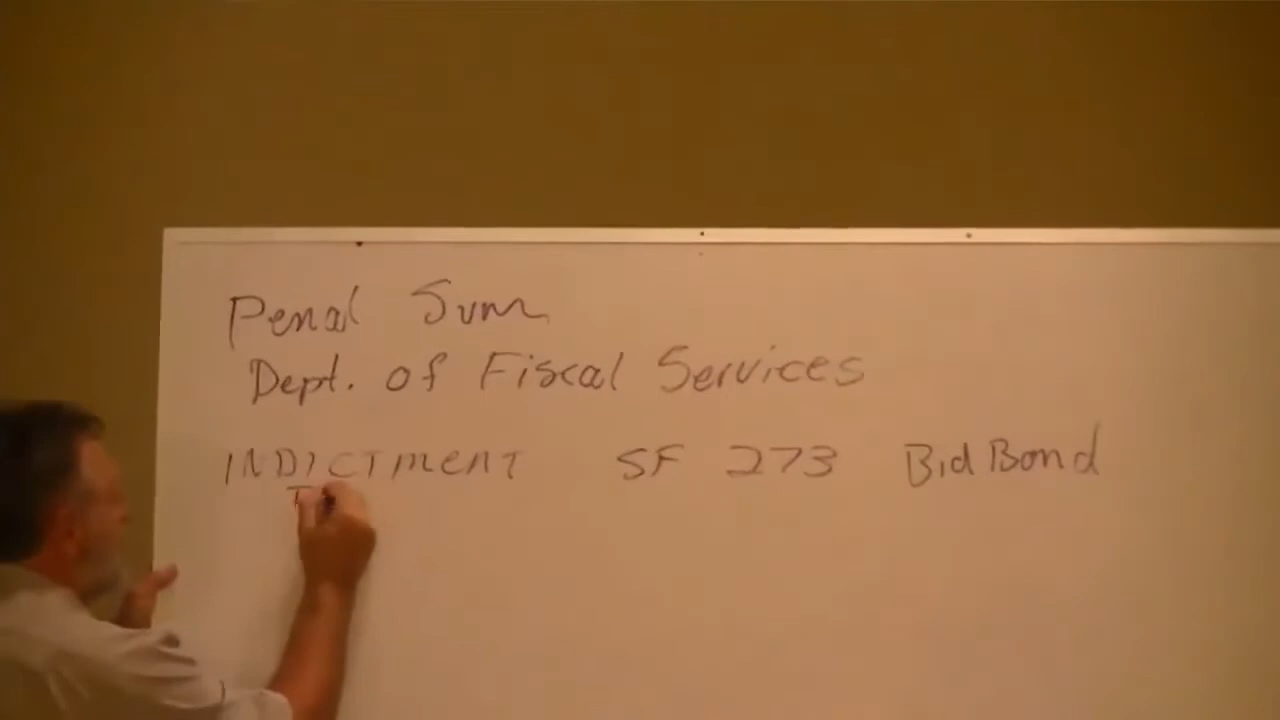 Penal Sum
Dept. of Fiscal Services
INDICTMENT SF 273 Bid Bond